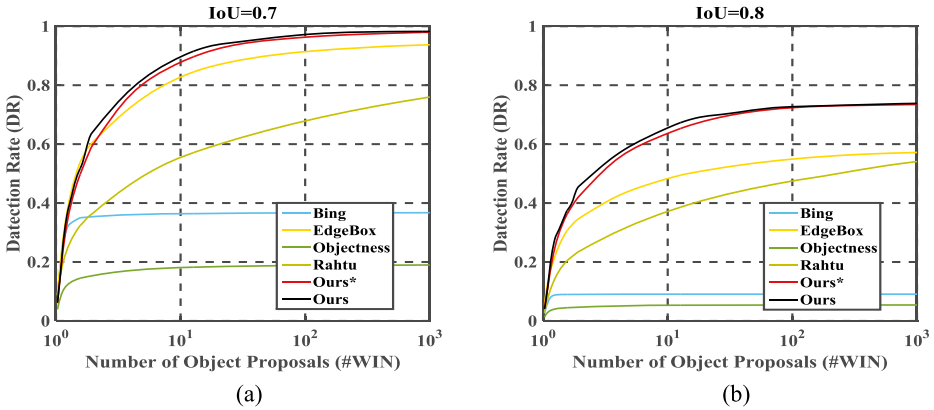 IoU=0.7
Datection Rate (DR)
1
0.8
0.6
0.4
0.2
0
Bing
EdgeBox
Objectness
Rahtu
Ours*
Ours
10^0
10^1
10^2
10^3
Number of Object Proposals (#WIN)
(a)
IoU=0.8
Datection Rate (DR)
1
0.8
0.6
0.4
0.2
0
Bing
EdgeBox
Objectness
Rahtu
Ours*
Ours
10^0
10^1
10^2
10^3
Number of Object Proposals (#WIN)
(b)